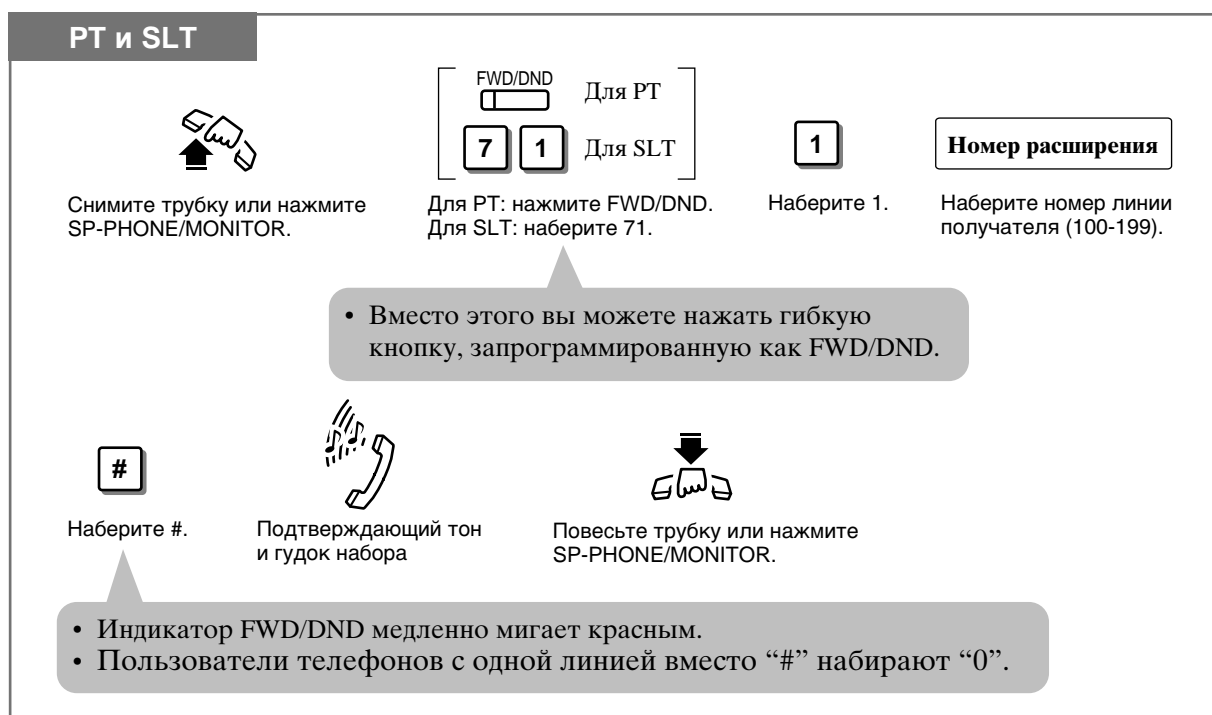 PT и SLT
FWD/DND Для PT
7 1 Для SLT
1
Номер расширения
Снимите трубку или нажмите
SP-PHONE/MONITOR.
Для PT: нажмите FWD/DND.
Для SLT: наберите 71.
Наберите 1.
Наберите номер линии
получателя (100-199).
• Вместо этого вы можете нажать гибкую
кнопку, запрограммированную как FWD/DND.
#
Наберите #.
Подтверждающий тон
и гудок набора
Повесьте трубку или нажмите
SP-PHONE/MONITOR.
• Индикатор FWD/DND медленно мигает красным.
• Пользователи телефонов с одной линией вместо “#” набирают “0”.